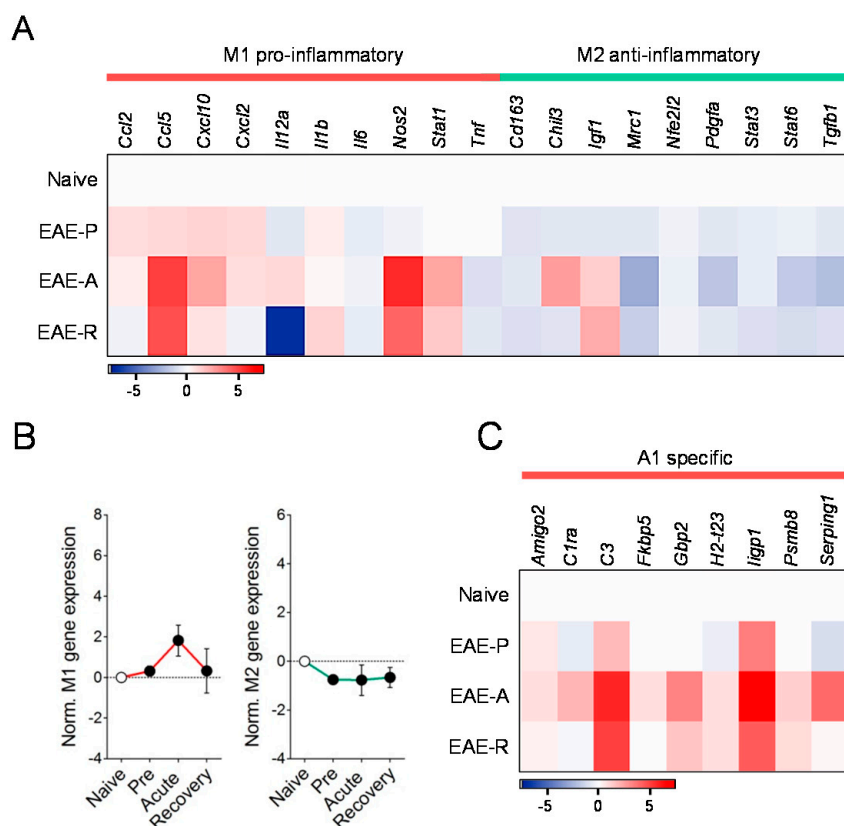 A
M1 pro-inflammatory
M2 anti-inflammatory
Ccl2 Ccl5 Cxcl10 Cxcl2 Il12a Il1b Il6 Nos2 Stat1 Tnf Cd163 Chil3 Igf1 Mrc1 Nfe2l2 Pdgfa Stat3 Stat6 Tgfb1
Naive
EAE-P
EAE-A
EAE-R
-5 0 5
B
Norm. M1 gene expression
8
6
4
2
0
-2
-4
Naive Pre Acute Recovery
Norm. M2 gene expression
6
4
2
0
-2
-4
Naive Pre Acute Recovery
C
A1 specific
Amigo2 C1ra C3 Fkbp5 Gbp2 H2-t23 Iigp1 Psmb8 Serping1
Naive
EAE-P
EAE-A
EAE-R
-5 0 5